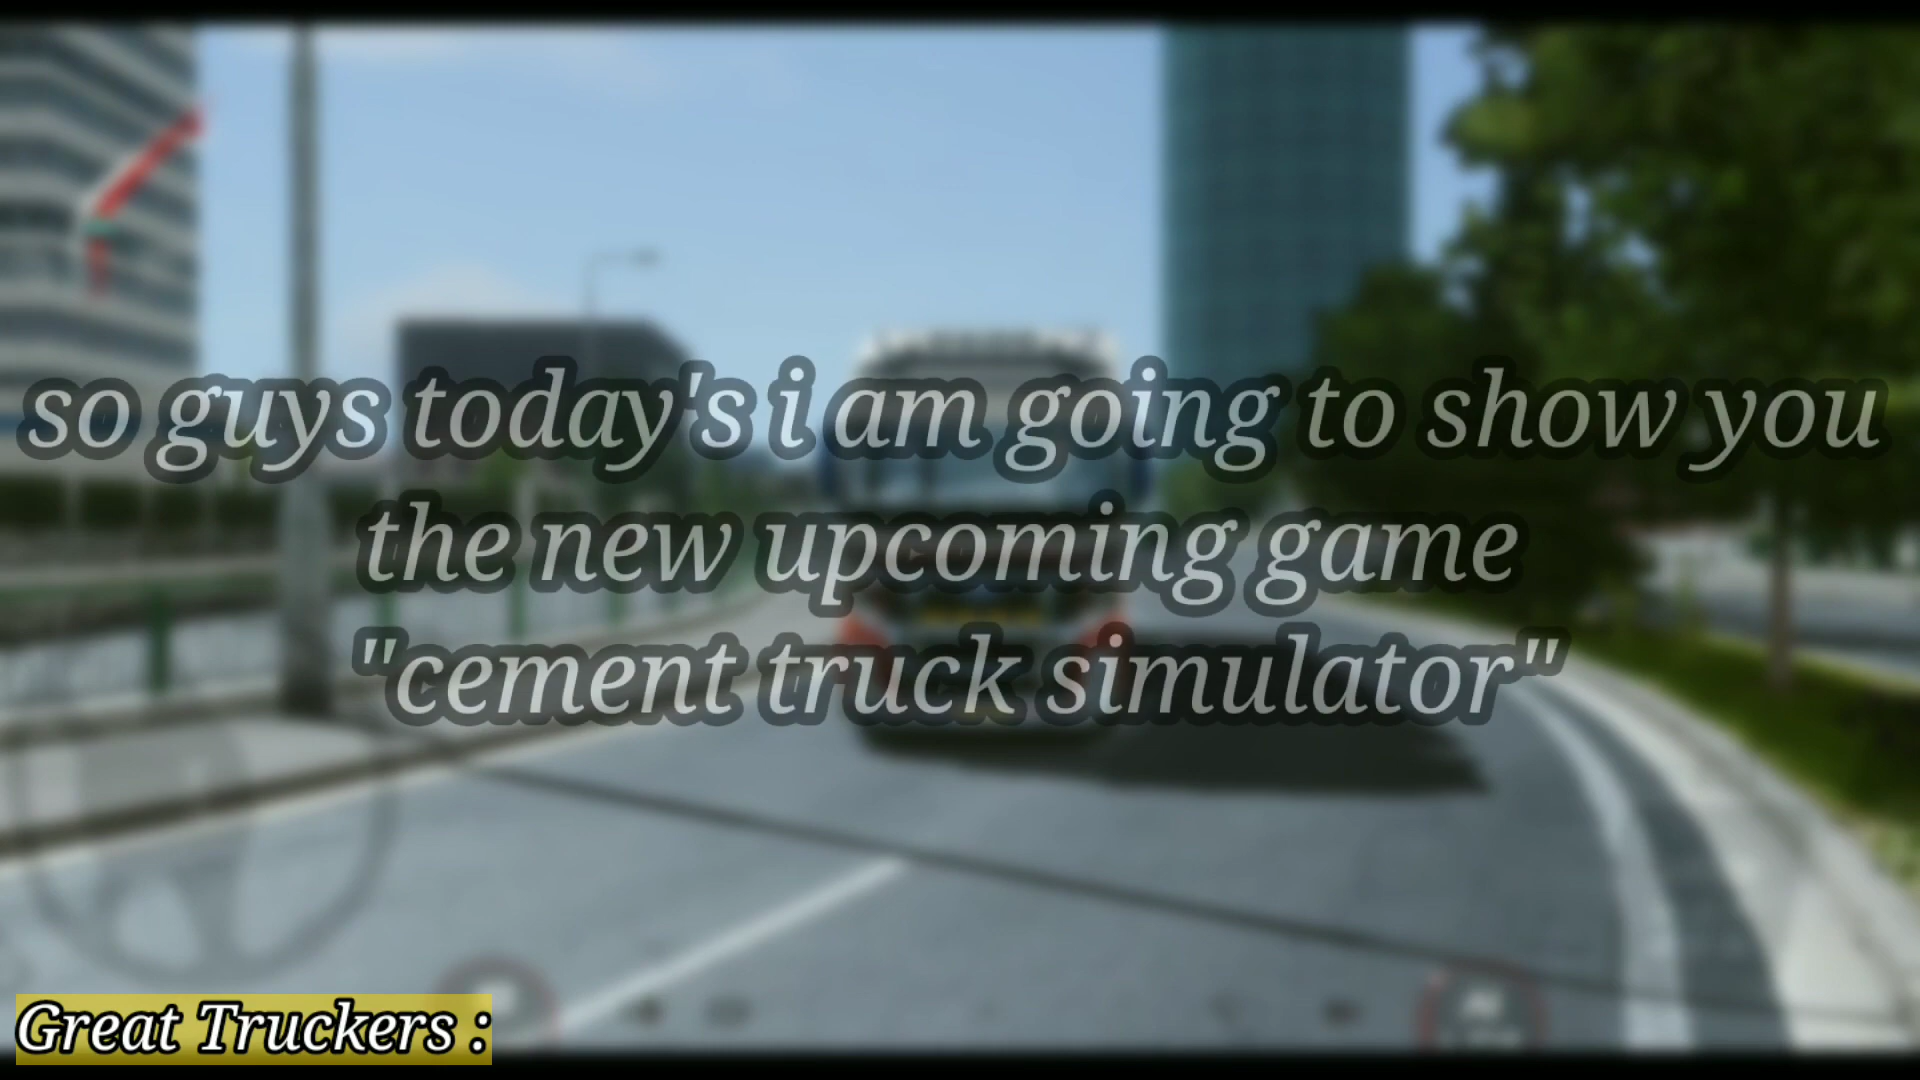 so guys today's i am going to show you
the new upcoming game
"cement truck simulator"
Great Truckers :